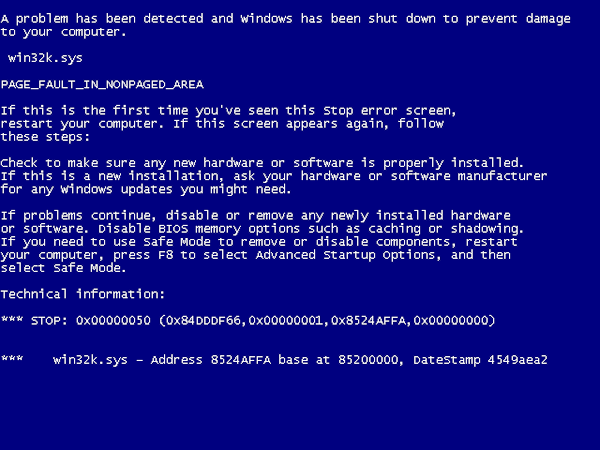 A problem has been detected and Windows has been shut down to prevent damage
to your computer.
win32k.sys
PAGE_FAULT_IN_NONPAGED_AREA
If this is the first time you've seen this Stop error screen,
restart your computer. If this screen appears again, follow
these steps:
Check to make sure any new hardware or software is properly installed.
If this is a new installation, ask your hardware or software manufacturer
for any Windows updates you might need.
If problems continue, disable or remove any newly installed hardware
or software. Disable BIOS memory options such as caching or shadowing.
If you need to use Safe Mode to remove or disable components, restart
your computer, press F8 to select Advanced Startup Options, and then
select Safe Mode.
Technical information:
*** STOP: 0x00000050 (0x84DDDF66,0x00000001,0x8524AFFA,0x00000000)
*** win32k.sys – Address 8524AFFA base at 85200000, DateStamp 4549aea2